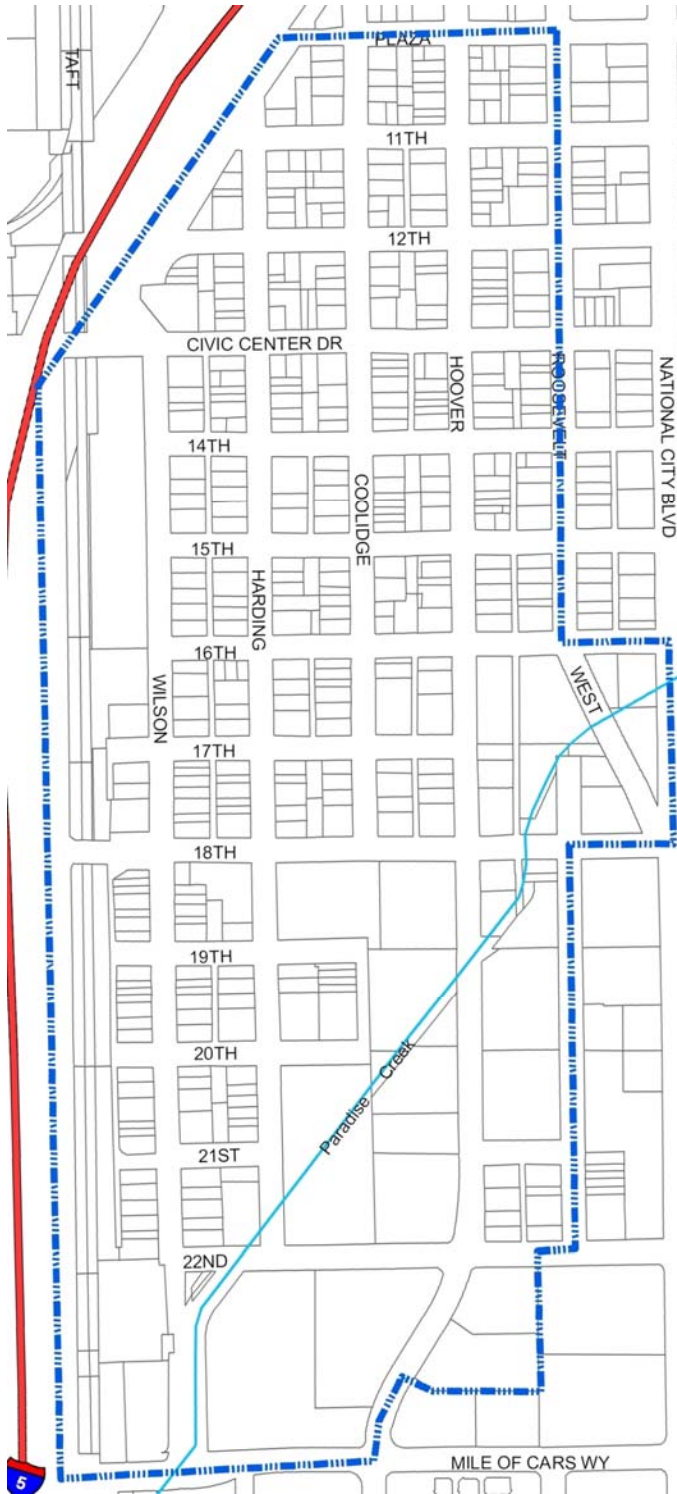 PLAZA
TAFT
11TH
12TH
CIVIC CENTER DR
HOOVER
ROOSEVELT
NATIONAL CITY BLVD
14TH
COOLIDGE
15TH
HARDING
16TH
WILSON
WEST
17TH
18TH
19TH
20TH
Paradise Creek
21ST
22ND
MILE OF CARS WY
5